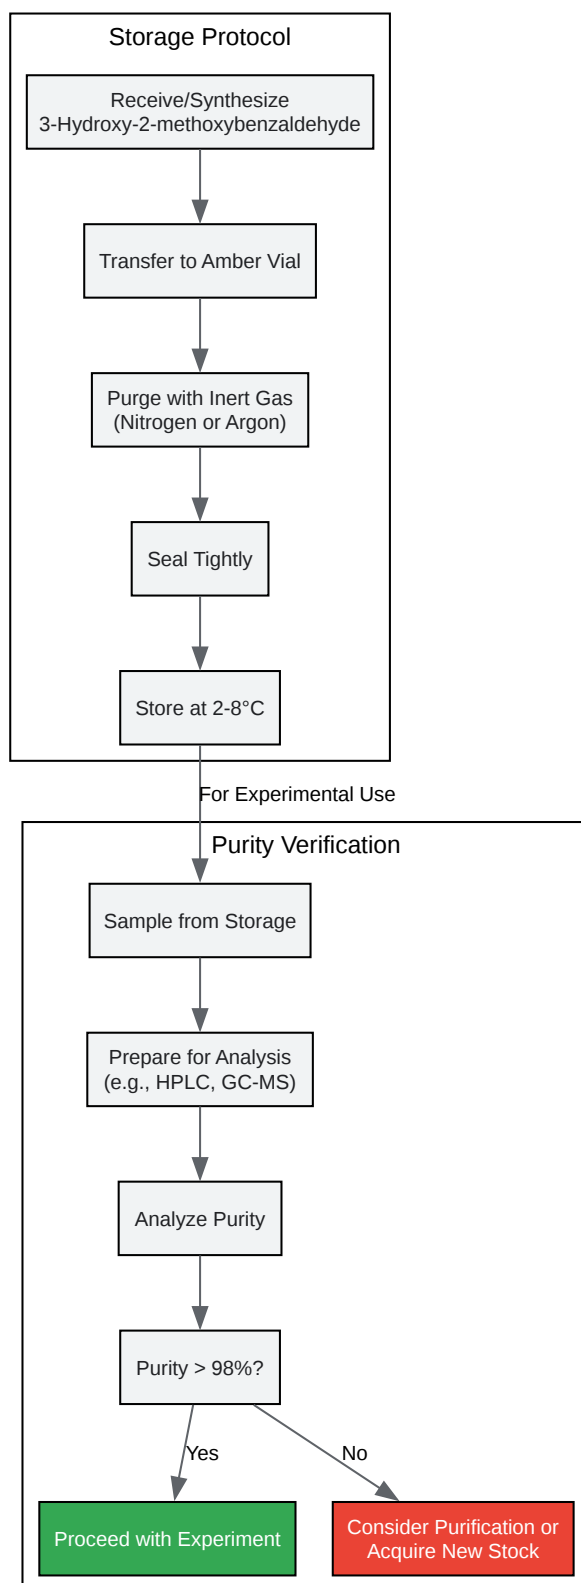 Storage Protocol
Receive/Synthesize
3-Hydroxy-2-methoxybenzaldehyde
Transfer to Amber Vial
Purge with Inert Gas
(Nitrogen or Argon)
Seal Tightly
Store at 2-8°C
For Experimental Use
Purity Verification
Sample from Storage
Prepare for Analysis
(e.g., HPLC, GC-MS)
Analyze Purity
Purity > 98%?
Yes
No
Proceed with Experiment
Consider Purification or
Acquire New Stock